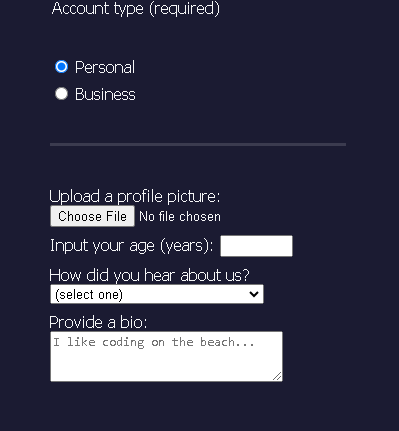 Account type (required)
Personal
Business
Upload a profile picture:
Choose File No file chosen
Input your age (years):
How did you hear about us?
(select one)
Provide a bio:
I like coding on the beach...